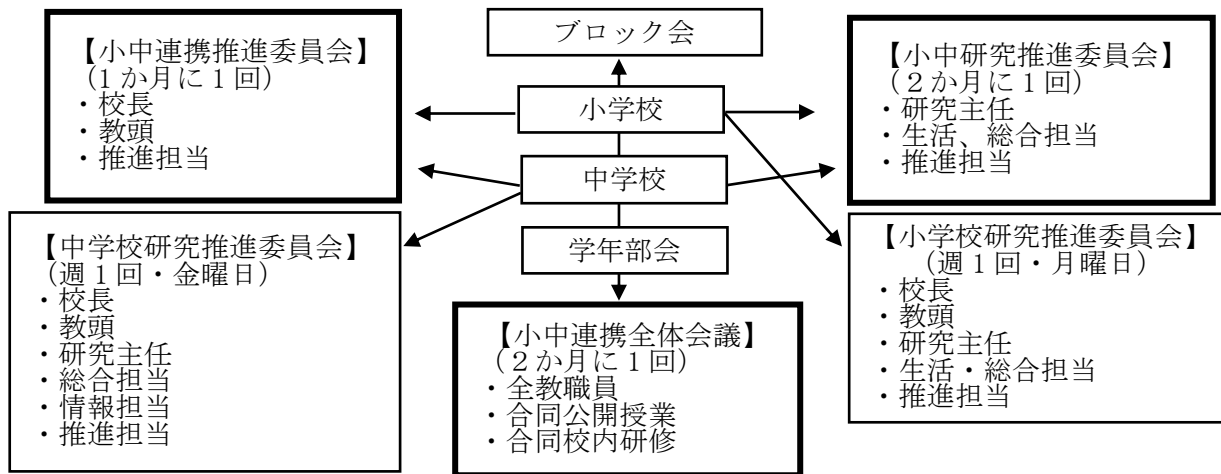 ブロック会
小学校
中学校
学年部会
【小中連携推進委員会】
(１か月に１回)
・校長
・教頭
・推進担当
【小中研究推進委員会】
(２か月に１回)
・研究主任
・生活、総合担当
・推進担当
【中学校研究推進委員会】
(週１回・金曜日)
・校長
・教頭
・研究主任
・総合担当
・情報担当
・推進担当
【小中連携全体会議】
(２か月に１回)
・全教職員
・合同公開授業
・合同校内研修
【小学校研究推進委員会】
(週１回・月曜日)
・校長
・教頭
・研究主任
・生活・総合担当
・推進担当